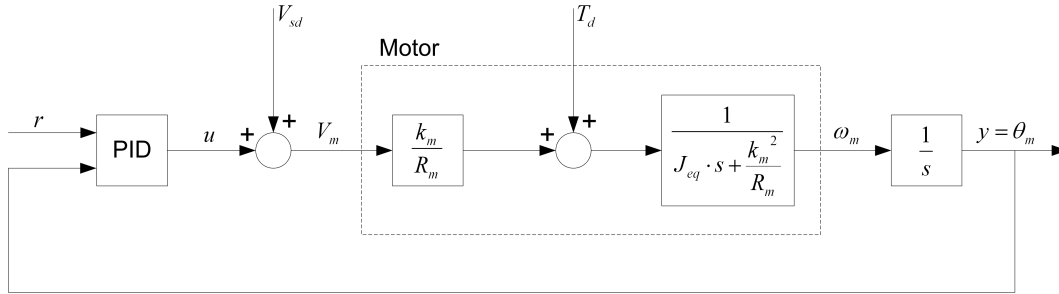 V_sd
T_d
Motor
r
PID
u
+
+
V_m
k_m
R_m
+
+
1
J_eq · s + k_m^2
R_m
ω_m
1
s
y = θ_m